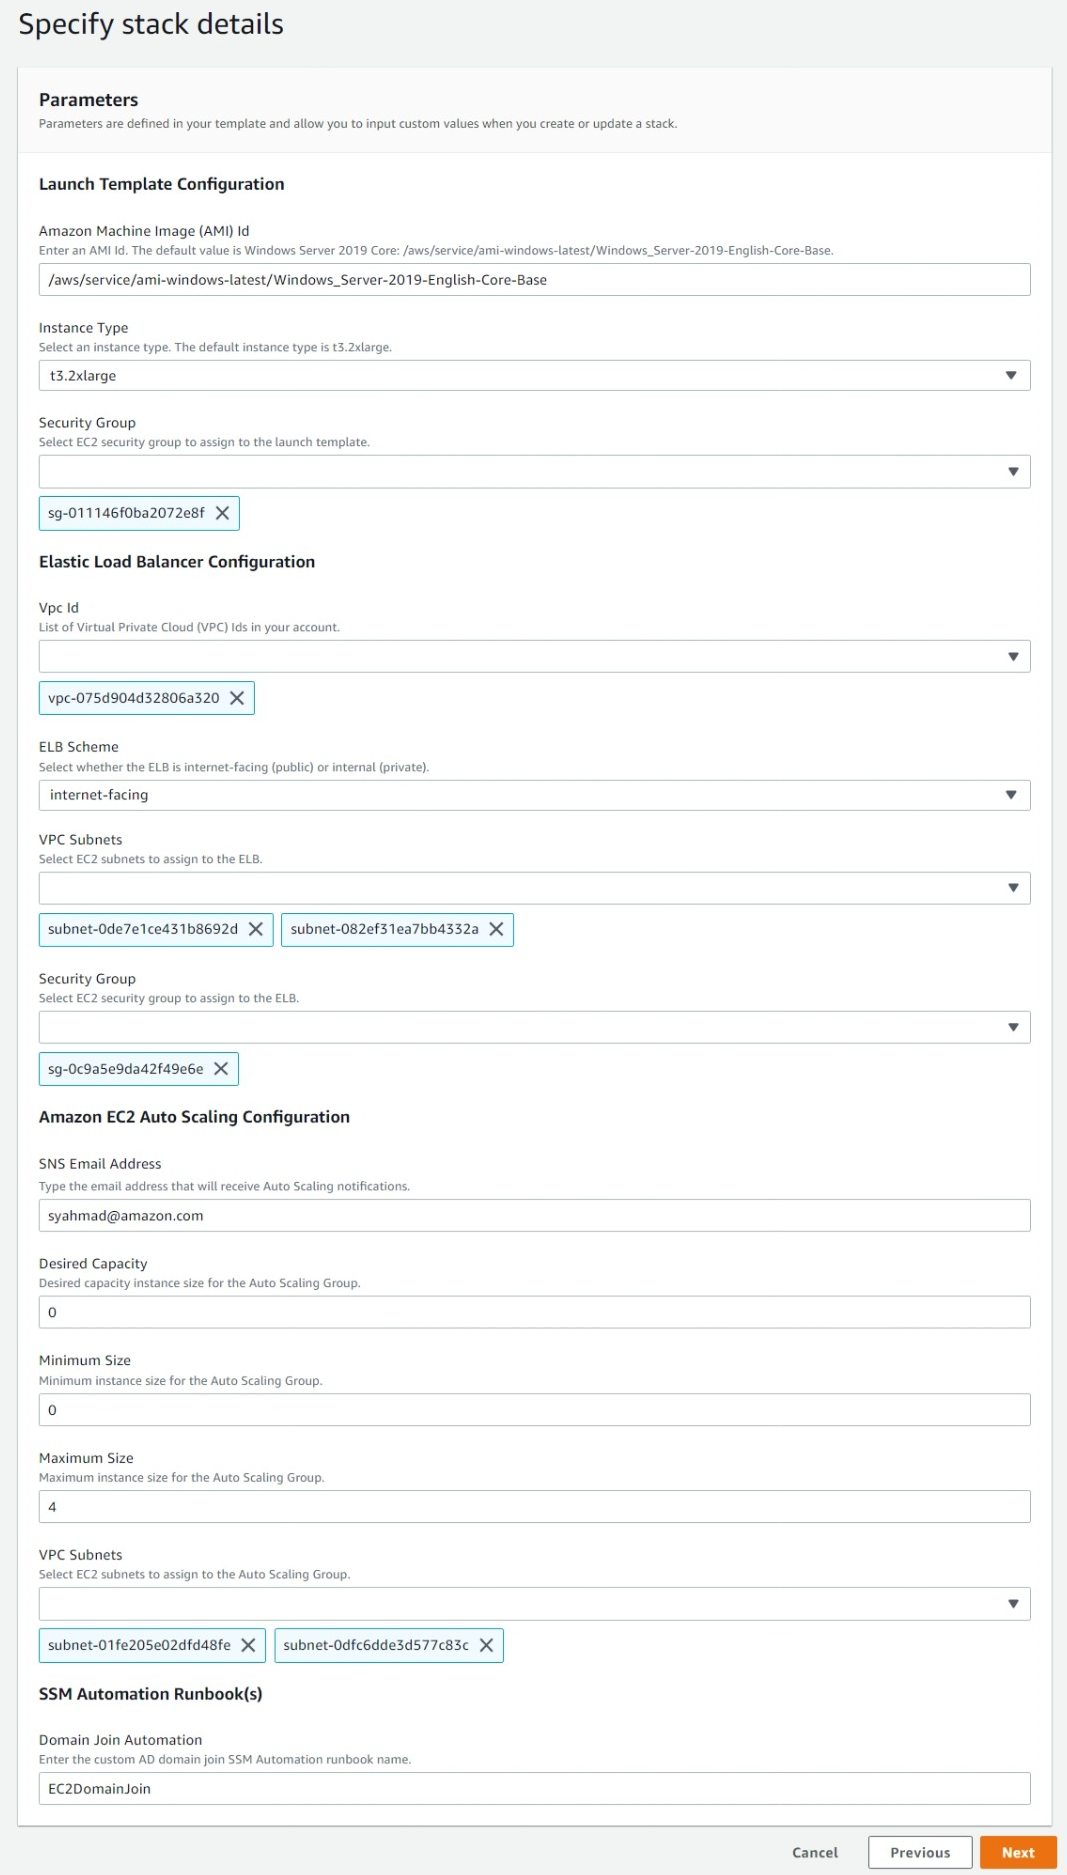 Specify stack details
Parameters
Parameters are defined in your template and allow you to input custom values when you create or update a stack.
Launch Template Configuration
Amazon Machine Image (AMI) Id
Enter an AMI Id. The default value is Windows Server 2019 Core: /aws/service/ami-windows-latest/Windows_Server-2019-English-Core-Base.
/aws/service/ami-windows-latest/Windows_Server-2019-English-Core-Base
Instance Type
Select an instance type. The default instance type is t3.2xlarge.
t3.2xlarge
Security Group
Select EC2 security group to assign to the launch template.
sg-011146f0ba2072e8f
Elastic Load Balancer Configuration
Vpc Id
List of Virtual Private Cloud (VPC) Ids in your account.
vpc-075d904d32806a320
ELB Scheme
Select whether the ELB is internet-facing (public) or internal (private).
internet-facing
VPC Subnets
Select EC2 subnets to assign to the ELB.
subnet-0de7e1ce431b8692d subnet-082ef31ea7bb4332a
Security Group
Select EC2 security group to assign to the ELB.
sg-0c9a5e9da42f49e6e
Amazon EC2 Auto Scaling Configuration
SNS Email Address
Type the email address that will receive Auto Scaling notifications.
syahmad@amazon.com
Desired Capacity
Desired capacity instance size for the Auto Scaling Group.
0
Minimum Size
Minimum instance size for the Auto Scaling Group.
0
Maximum Size
Maximum instance size for the Auto Scaling Group.
4
VPC Subnets
Select EC2 subnets to assign to the Auto Scaling Group.
subnet-01fe205e02dfd48fe subnet-0dfc6dde3d577c83c
SSM Automation Runbook(s)
Domain Join Automation
Enter the custom AD domain join SSM Automation runbook name.
EC2DomainJoin
Cancel Previous Next